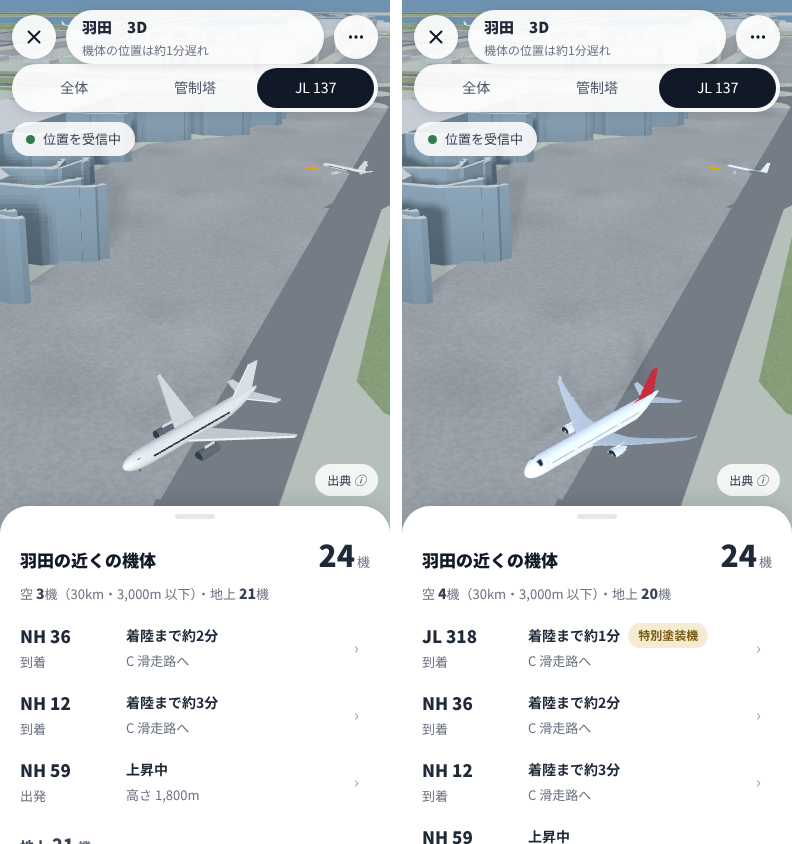 羽田 3D
機体の位置は約1分遅れ
全体
管制塔
JL 137
位置を受信中
出典
羽田の近くの機体
24機
空 3機（30km・3,000m 以下）・地上 21機
NH 36
着陸まで約2分
到着
C 滑走路へ
NH 12
着陸まで約3分
到着
C 滑走路へ
NH 59
上昇中
出発
高さ 1,800m
地上 21 機
羽田 3D
機体の位置は約1分遅れ
全体
管制塔
JL 137
位置を受信中
出典
羽田の近くの機体
24機
空 4機（30km・3,000m 以下）・地上 20機
JL 318
着陸まで約1分
特別塗装機
到着
C 滑走路へ
NH 36
着陸まで約2分
到着
C 滑走路へ
NH 12
着陸まで約3分
到着
C 滑走路へ
NH 59
上昇中